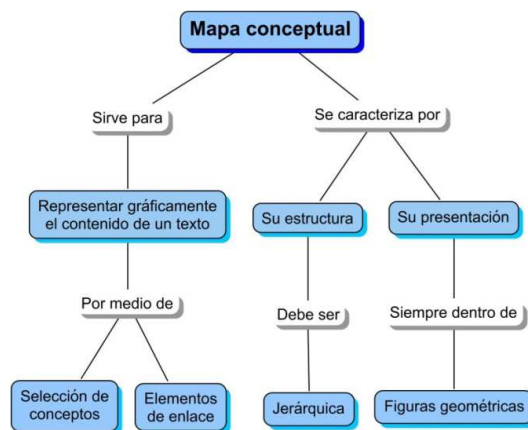 Mapa conceptual
Sirve para
Se caracteriza por
Representar gráficamente
el contenido de un texto
Su estructura
Su presentación
Por medio de
Debe ser
Siempre dentro de
Selección de
conceptos
Elementos
de enlace
Jerárquica
Figuras geométricas